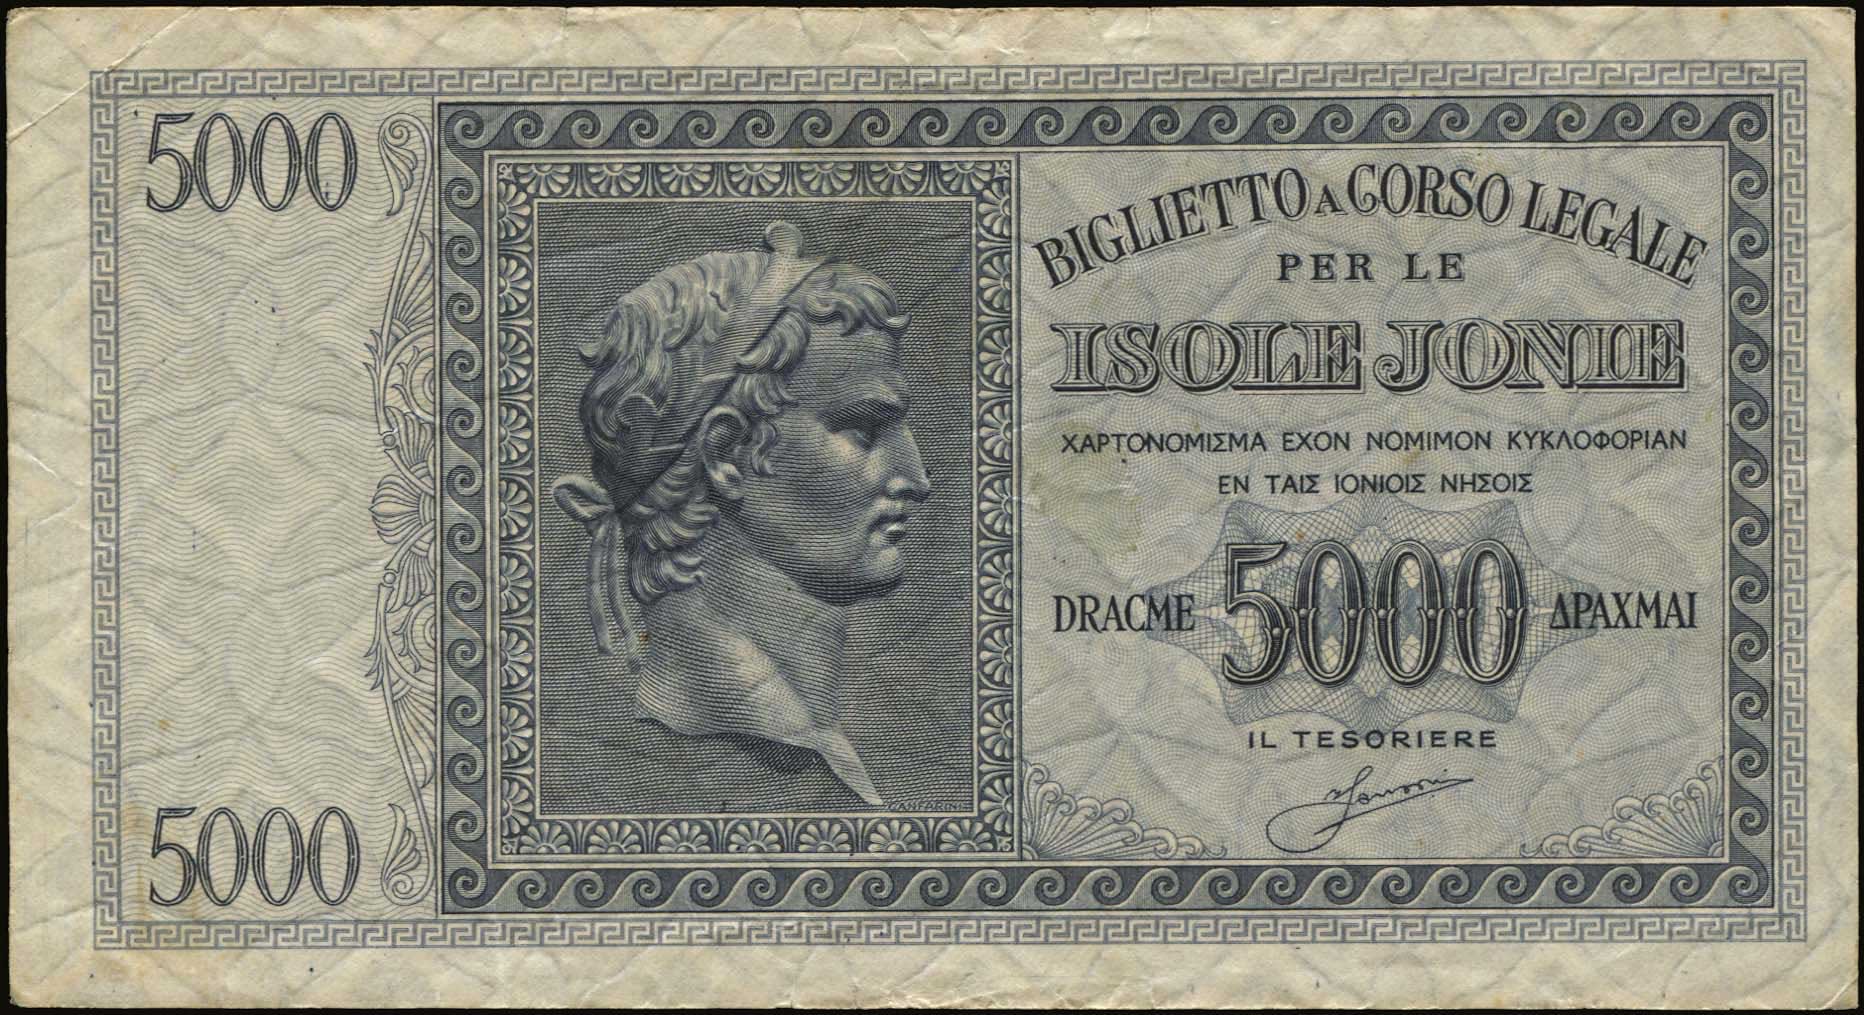 5000
5000
BIGLIETTO A CORSO LEGALE
PER LE
ISOLE JONIE
ΧΑΡΤΟΝΟΜΙΣΜΑ ΕΧΟΝ ΝΟΜΙΜΟΝ ΚΥΚΛΟΦΟΡΙΑΝ
ΕΝ ΤΑΙΣ ΙΟΝΙΟΙΣ ΝΗΣΟΙΣ
DRACME 5000 ΔΡΑΧΜΑΙ
IL TESORIERE